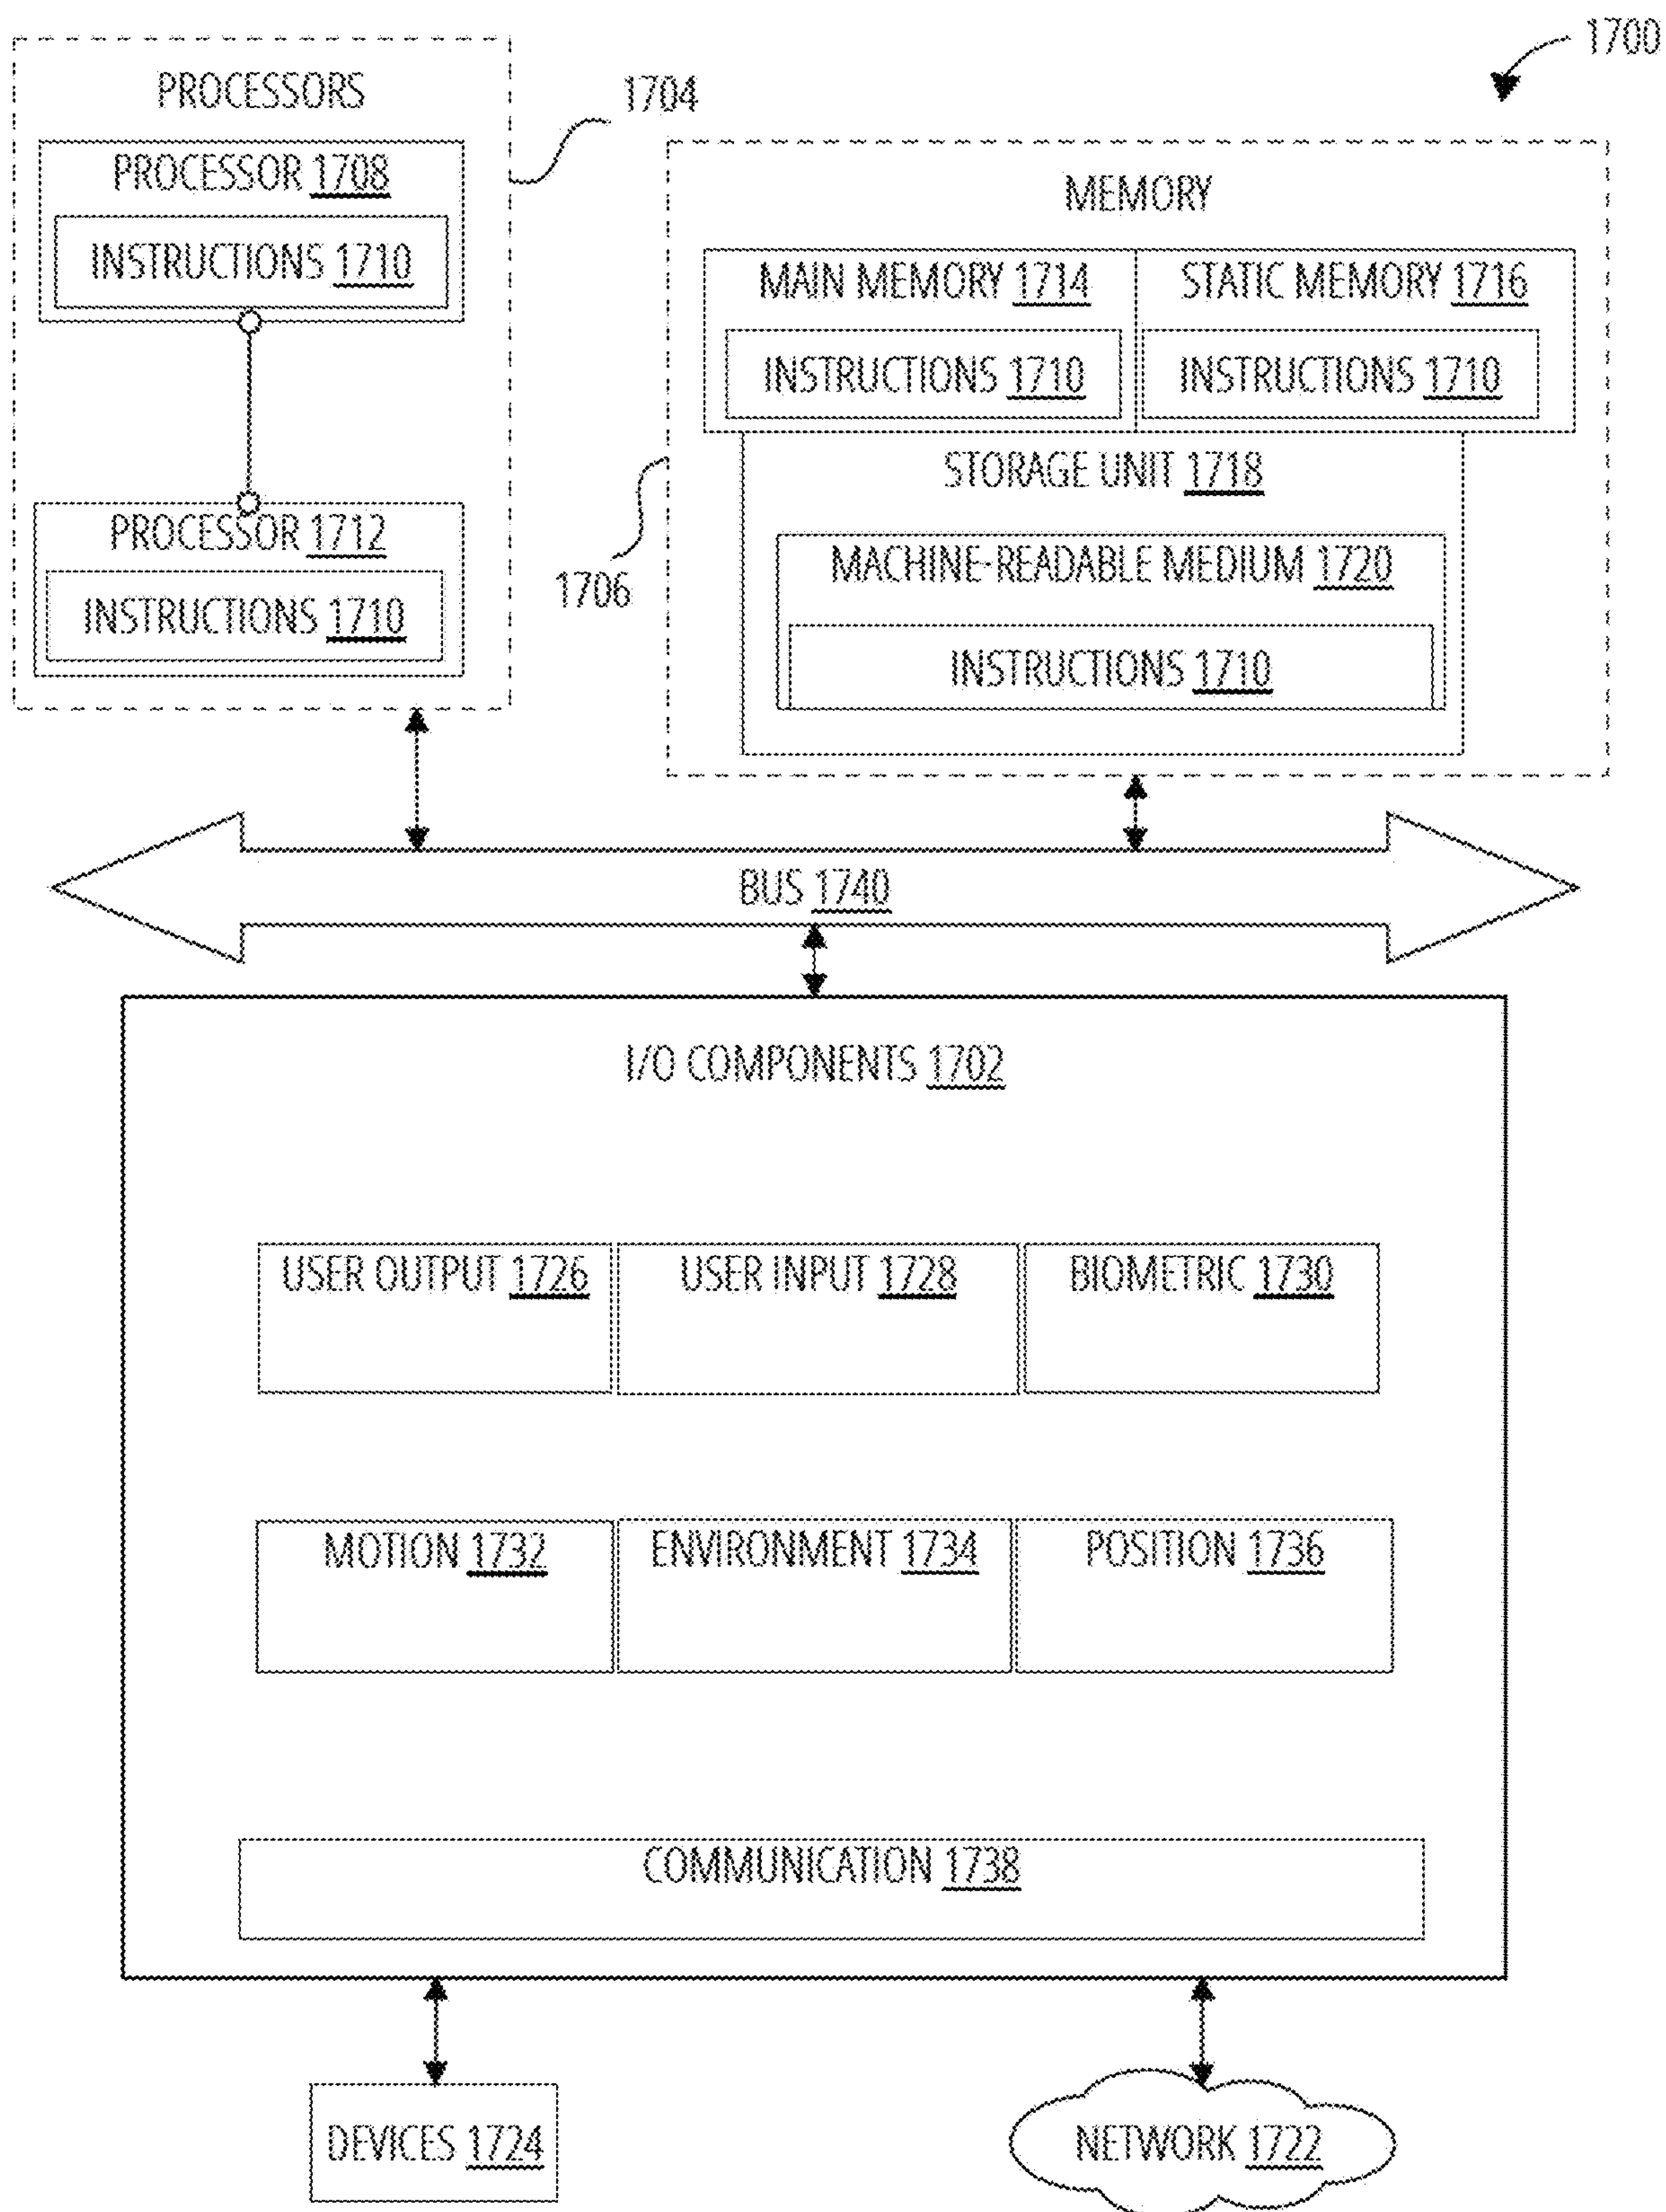 1700
PROCESSORS
1704
PROCESSOR 1708
INSTRUCTIONS 1710
PROCESSOR 1712
INSTRUCTIONS 1710
MEMORY
MAIN MEMORY 1714
STATIC MEMORY 1716
INSTRUCTIONS 1710
INSTRUCTIONS 1710
STORAGE UNIT 1718
MACHINE-READABLE MEDIUM 1720
1706
INSTRUCTIONS 1710
BUS 1740
I/O COMPONENTS 1702
USER OUTPUT 1726
USER INPUT 1728
BIOMETRIC 1730
MOTION 1732
ENVIRONMENT 1734
POSITION 1736
COMMUNICATION 1738
DEVICES 1724
NETWORK 1722